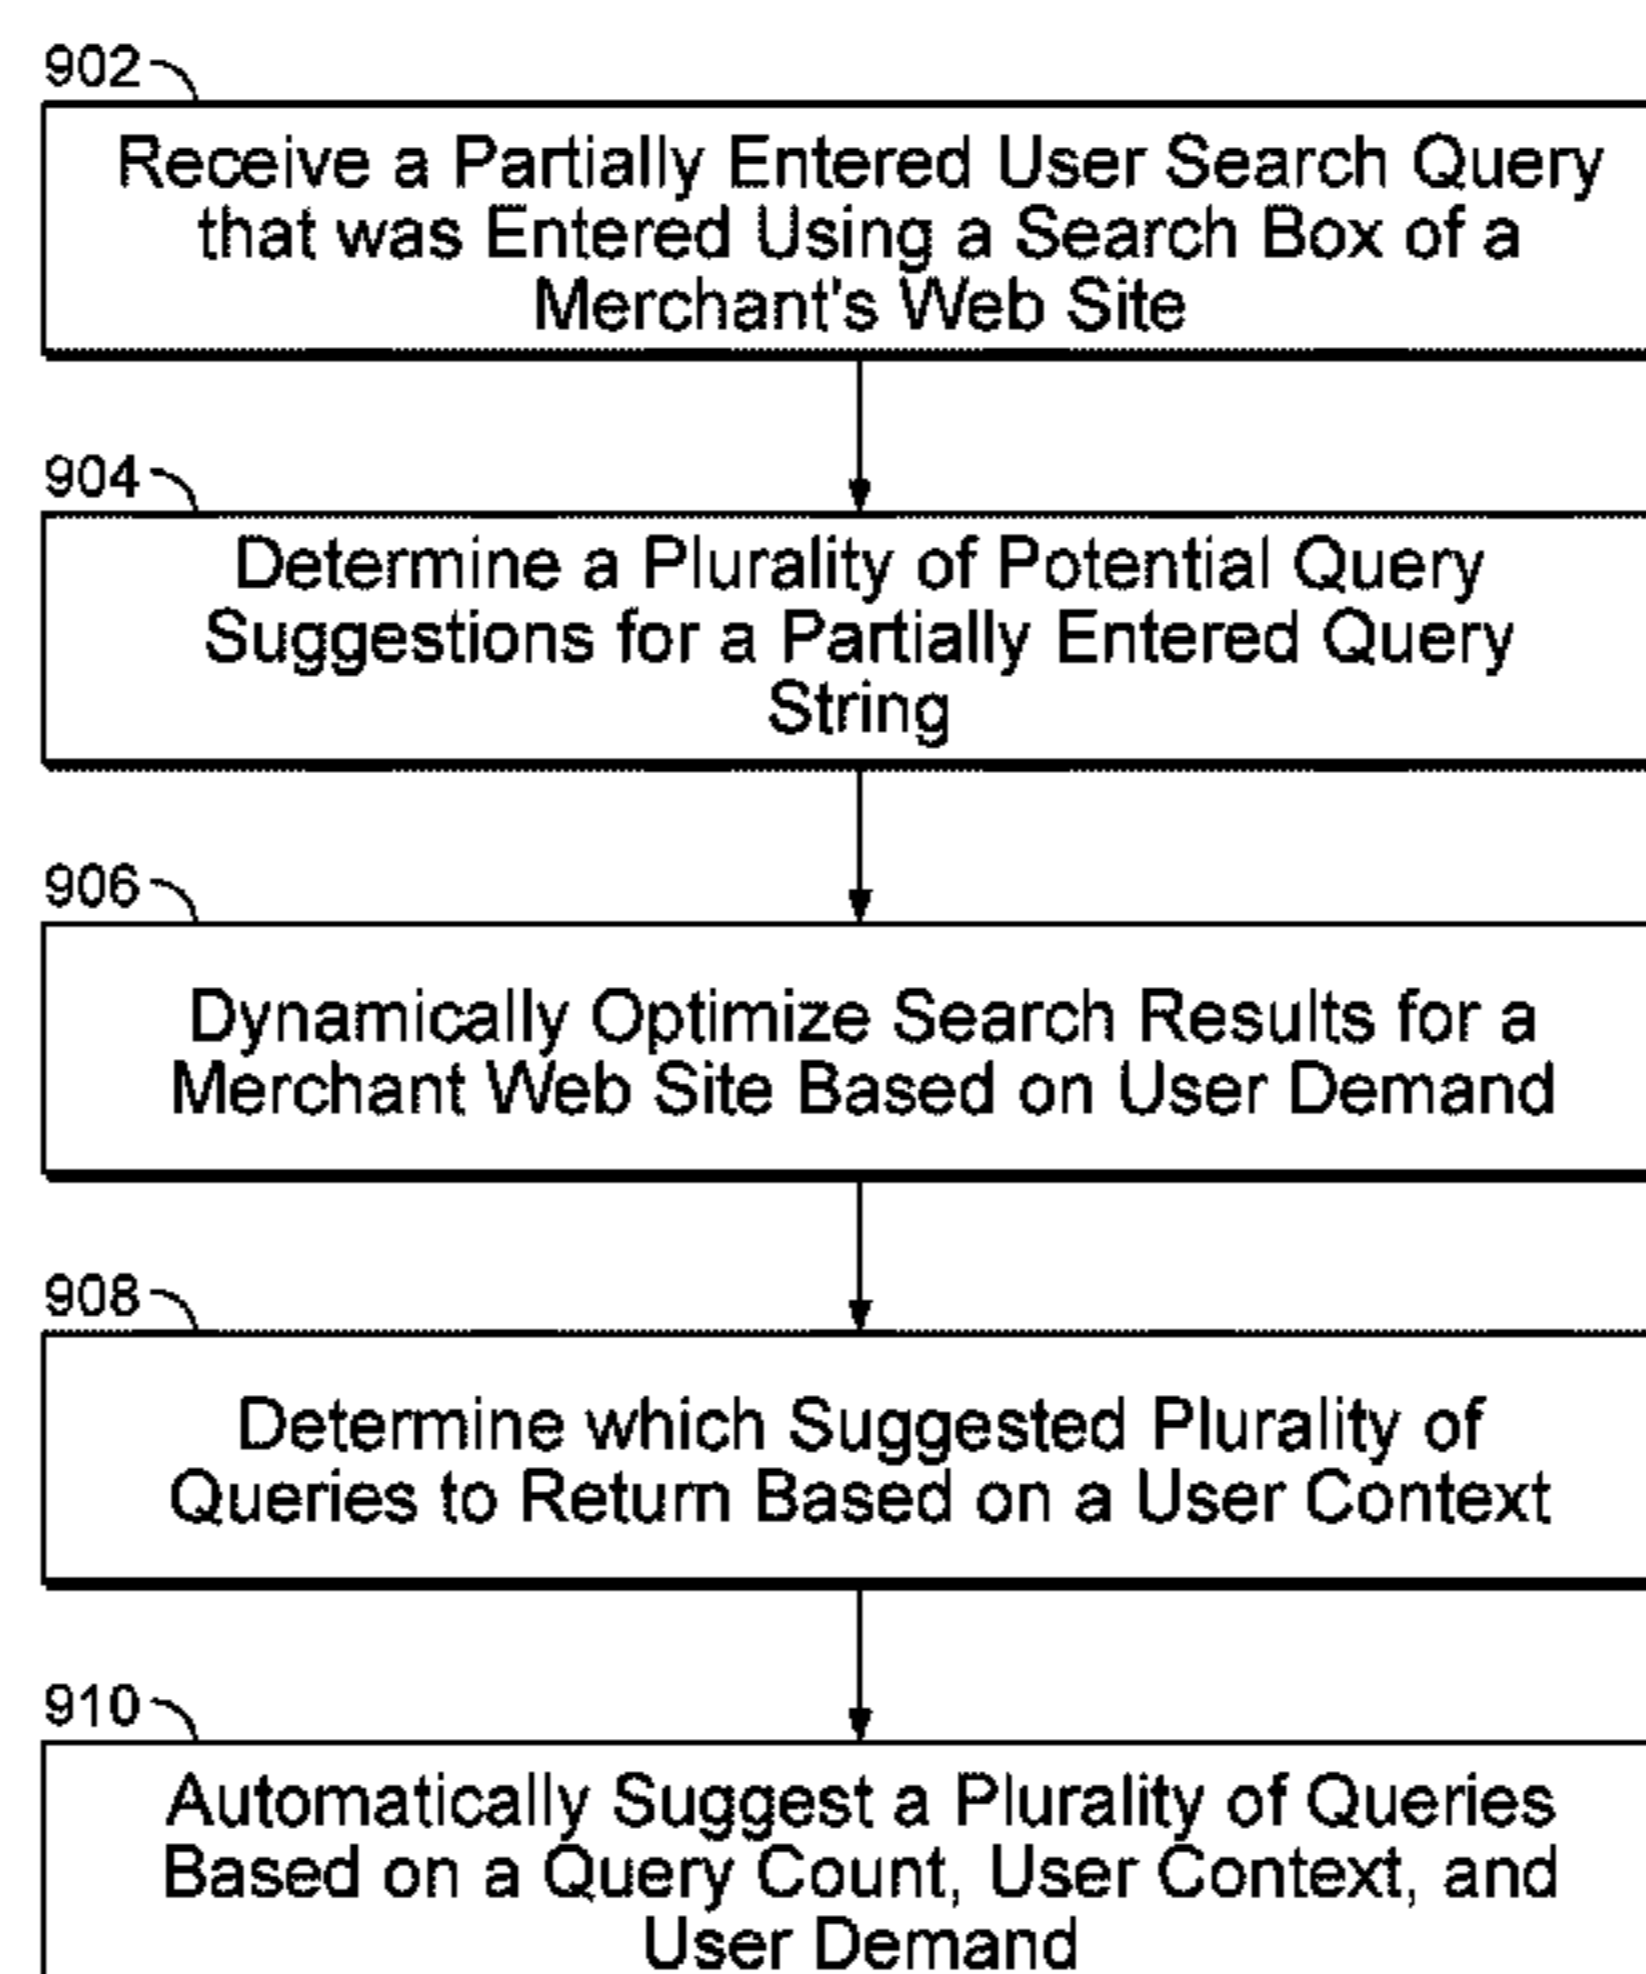 902
Receive a Partially Entered User Search Query
that was Entered Using a Search Box of a
Merchant's Web Site
904
Determine a Plurality of Potential Query
Suggestions for a Partially Entered Query
String
906
Dynamically Optimize Search Results for a
Merchant Web Site Based on User Demand
908
Determine which Suggested Plurality of
Queries to Return Based on a User Context
910
Automatically Suggest a Plurality of Queries
Based on a Query Count, User Context, and
User Demand